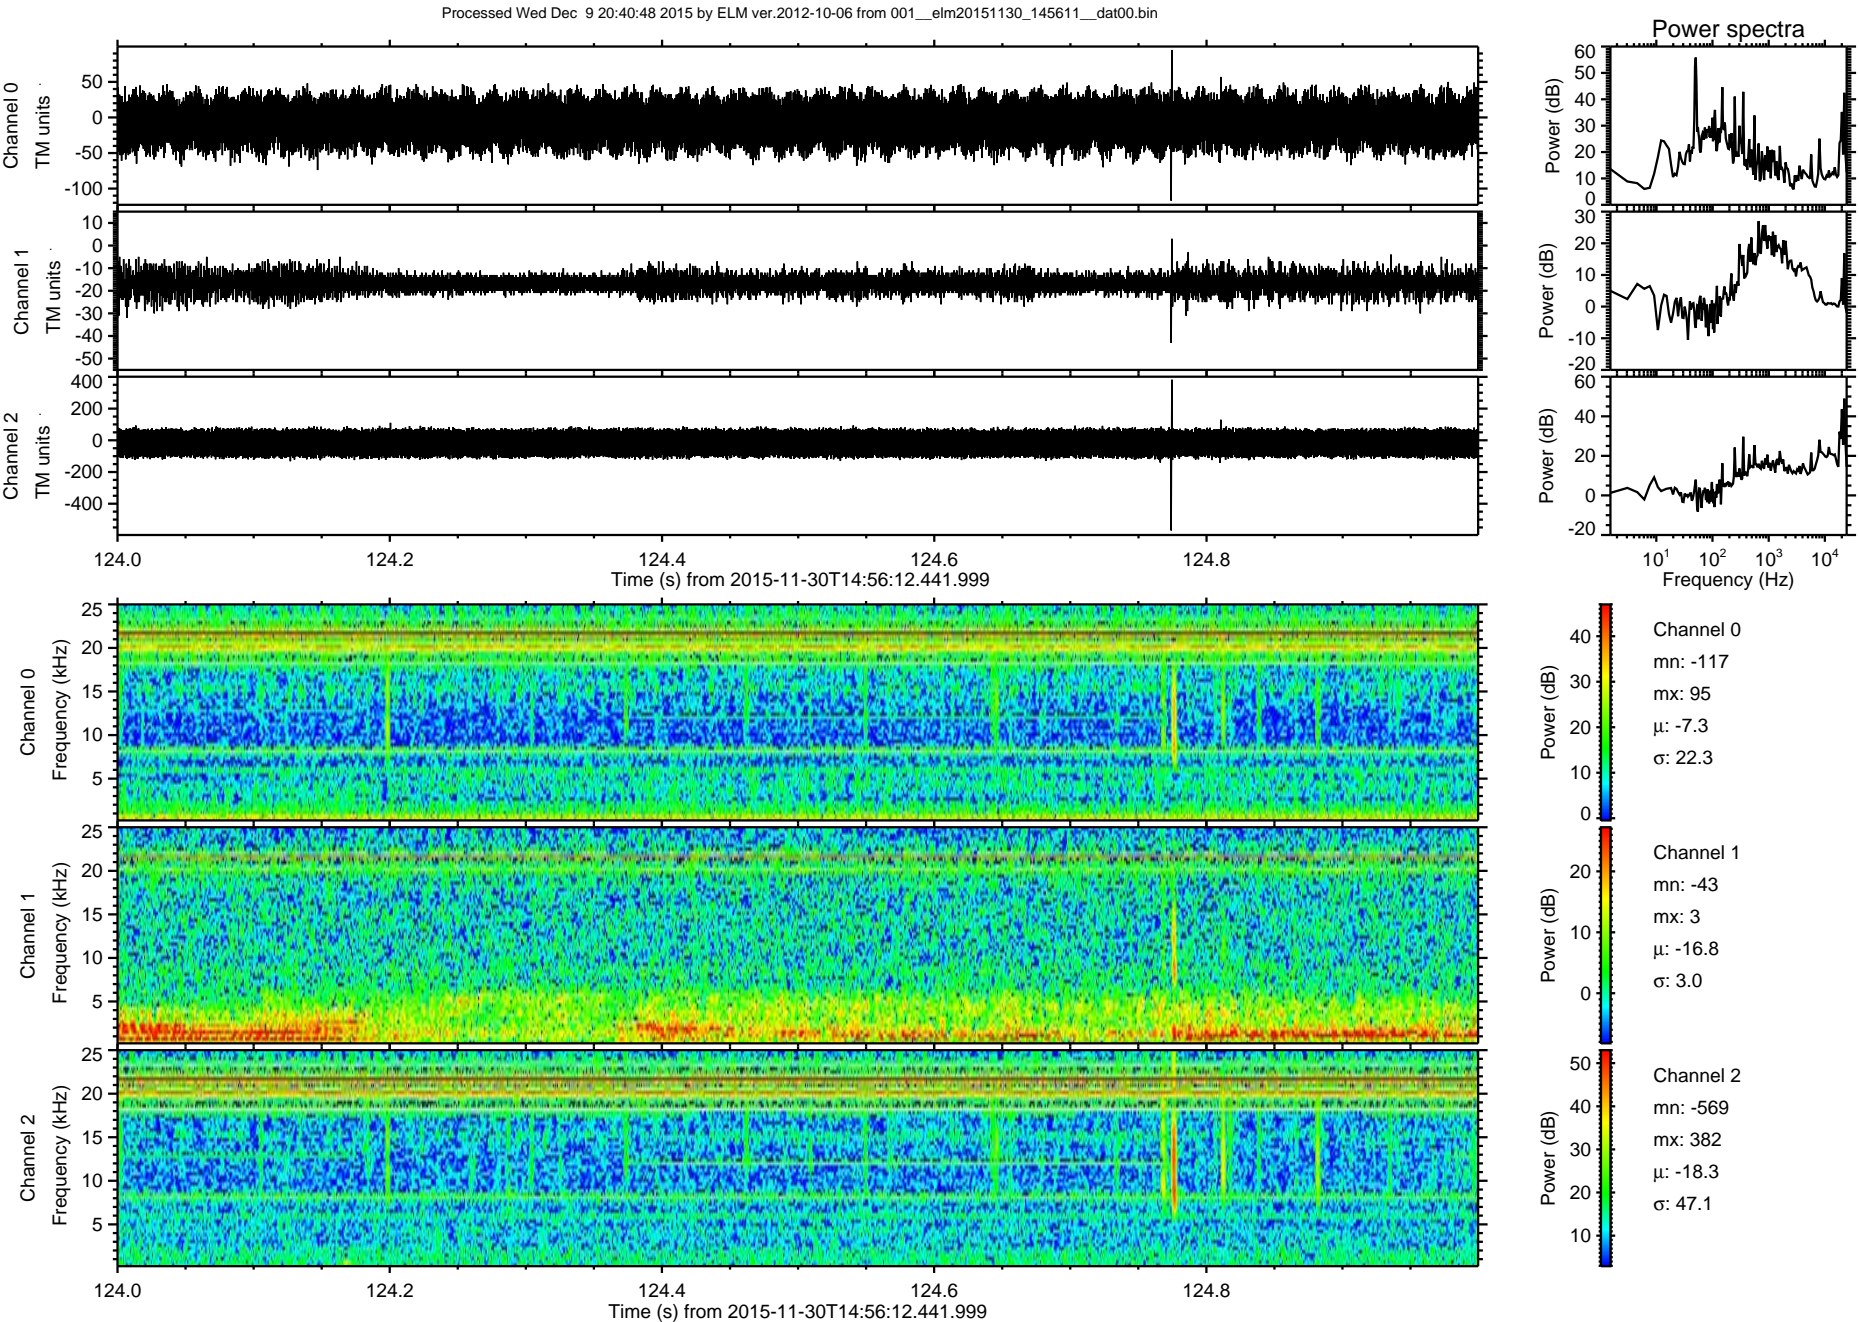 Processed Wed Dec  9 20:40:48 2015 by ELM ver.2012-10-06 from 001__elm20151130_145611__dat00.bin
Power spectra
Channel 0
TM units
50
0
-50
-100
Power (dB)
60
50
40
30
20
10
0
Channel 1
TM units
10
0
-10
-20
-30
-40
-50
Power (dB)
30
20
10
0
-10
-20
Channel 2
TM units
400
200
0
-200
-400
Power (dB)
60
40
20
0
-20
124.0 124.2 124.4 124.6 124.8
Time (s) from 2015-11-30T14:56:12.441.999
10^1 10^2 10^3 10^4
Frequency (Hz)
Channel 0
Frequency (kHz)
25
20
15
10
5
Power (dB)
40
30
20
10
0
Channel 0
mn: -117
mx: 95
μ: -7.3
σ: 22.3
Channel 1
Frequency (kHz)
25
20
15
10
5
Power (dB)
20
10
0
Channel 1
mn: -43
mx: 3
μ: -16.8
σ: 3.0
Channel 2
Frequency (kHz)
25
20
15
10
5
Power (dB)
50
40
30
20
10
Channel 2
mn: -569
mx: 382
μ: -18.3
σ: 47.1
124.0 124.2 124.4 124.6 124.8
Time (s) from 2015-11-30T14:56:12.441.999